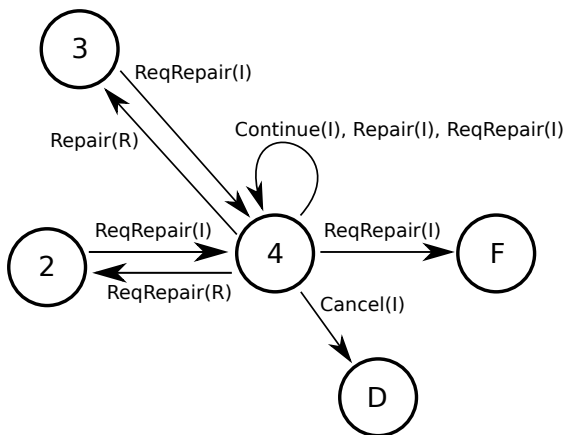 3
ReqRepair(I)
Repair(R)
Continue(I), Repair(I), ReqRepair(I)
ReqRepair(I)
ReqRepair(I)
2
4
F
ReqRepair(R)
Cancel(I)
D